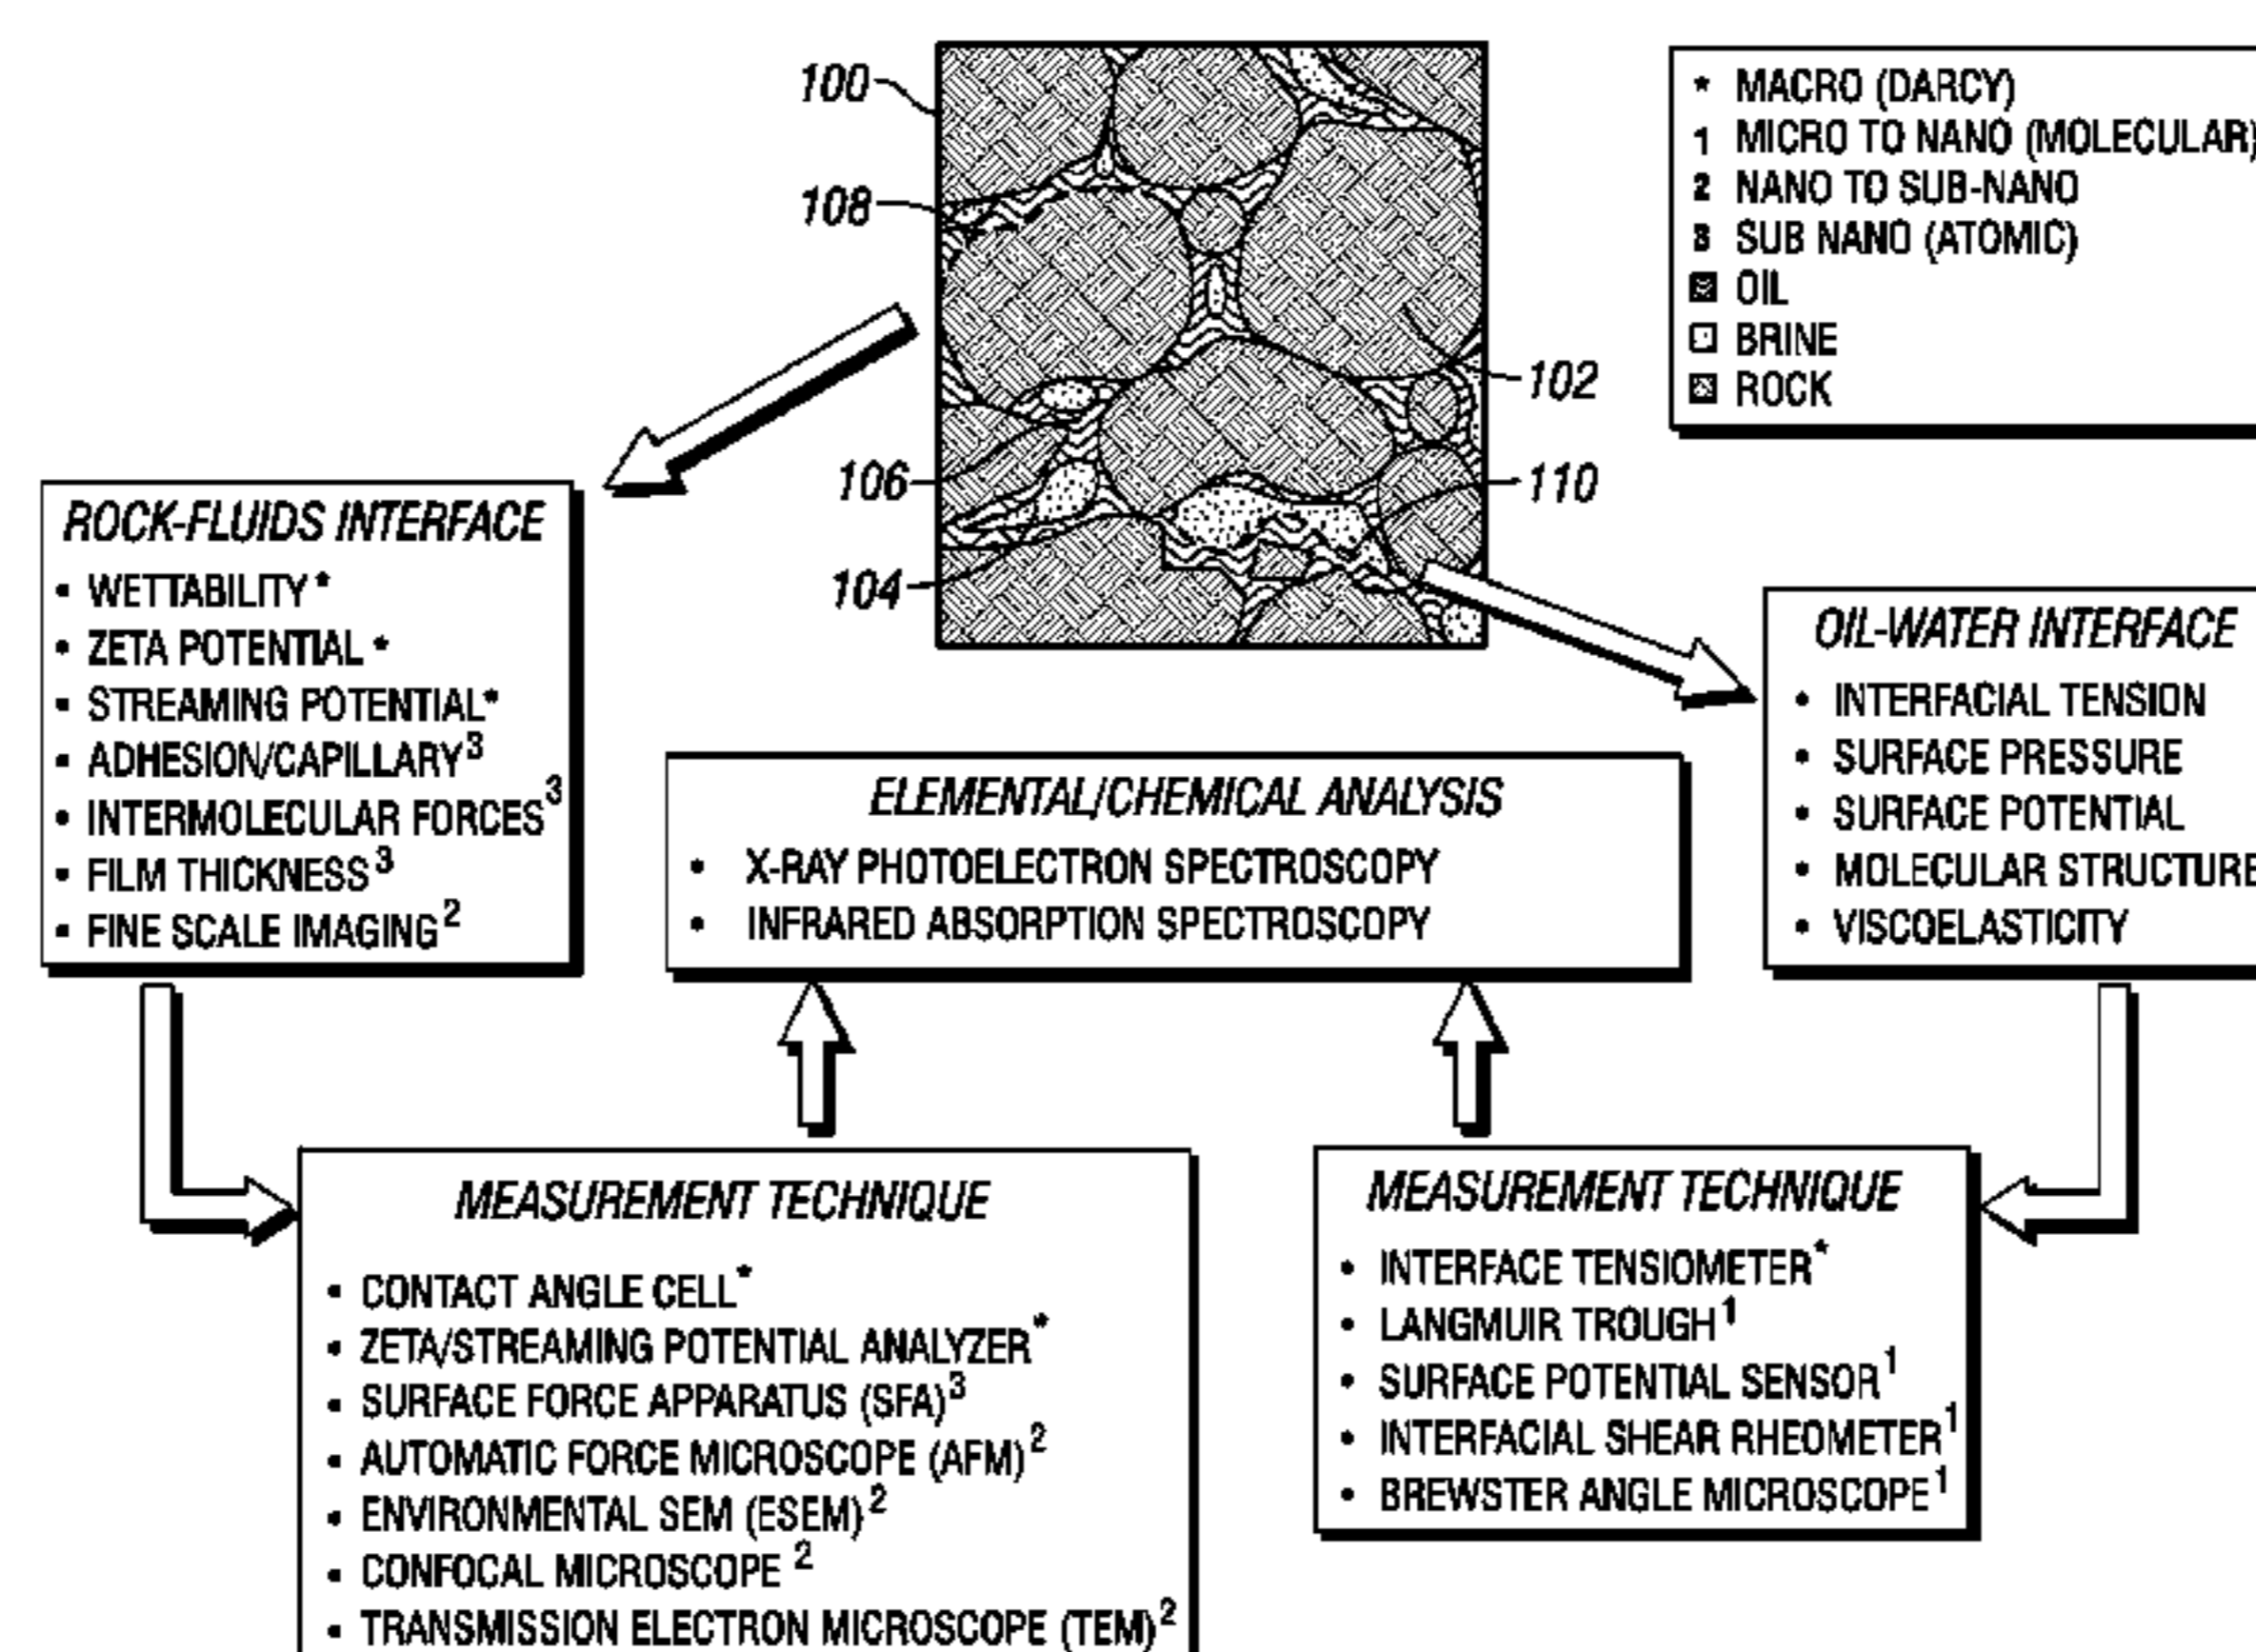 100
108
106
104
102
110
* MACRO (DARCY)
1 MICRO TO NANO (MOLECULAR)
2 NANO TO SUB-NANO
3 SUB NANO (ATOMIC)
OIL
BRINE
ROCK
ROCK-FLUIDS INTERFACE
• WETTABILITY*
• ZETA POTENTIAL*
• STREAMING POTENTIAL*
• ADHESION/CAPILLARY3
• INTERMOLECULAR FORCES3
• FILM THICKNESS3
• FINE SCALE IMAGING2
ELEMENTAL/CHEMICAL ANALYSIS
• X-RAY PHOTOELECTRON SPECTROSCOPY
• INFRARED ABSORPTION SPECTROSCOPY
OIL-WATER INTERFACE
• INTERFACIAL TENSION
• SURFACE PRESSURE
• SURFACE POTENTIAL
• MOLECULAR STRUCTURE
• VISCOELASTICITY
MEASUREMENT TECHNIQUE
• CONTACT ANGLE CELL*
• ZETA/STREAMING POTENTIAL ANALYZER*
• SURFACE FORCE APPARATUS (SFA)3
• AUTOMATIC FORCE MICROSCOPE (AFM)2
• ENVIRONMENTAL SEM (ESEM)2
• CONFOCAL MICROSCOPE 2
• TRANSMISSION ELECTRON MICROSCOPE (TEM)2
MEASUREMENT TECHNIQUE
• INTERFACE TENSIOMETER*
• LANGMUIR TROUGH1
• SURFACE POTENTIAL SENSOR1
• INTERFACIAL SHEAR RHEOMETER1
• BREWSTER ANGLE MICROSCOPE1